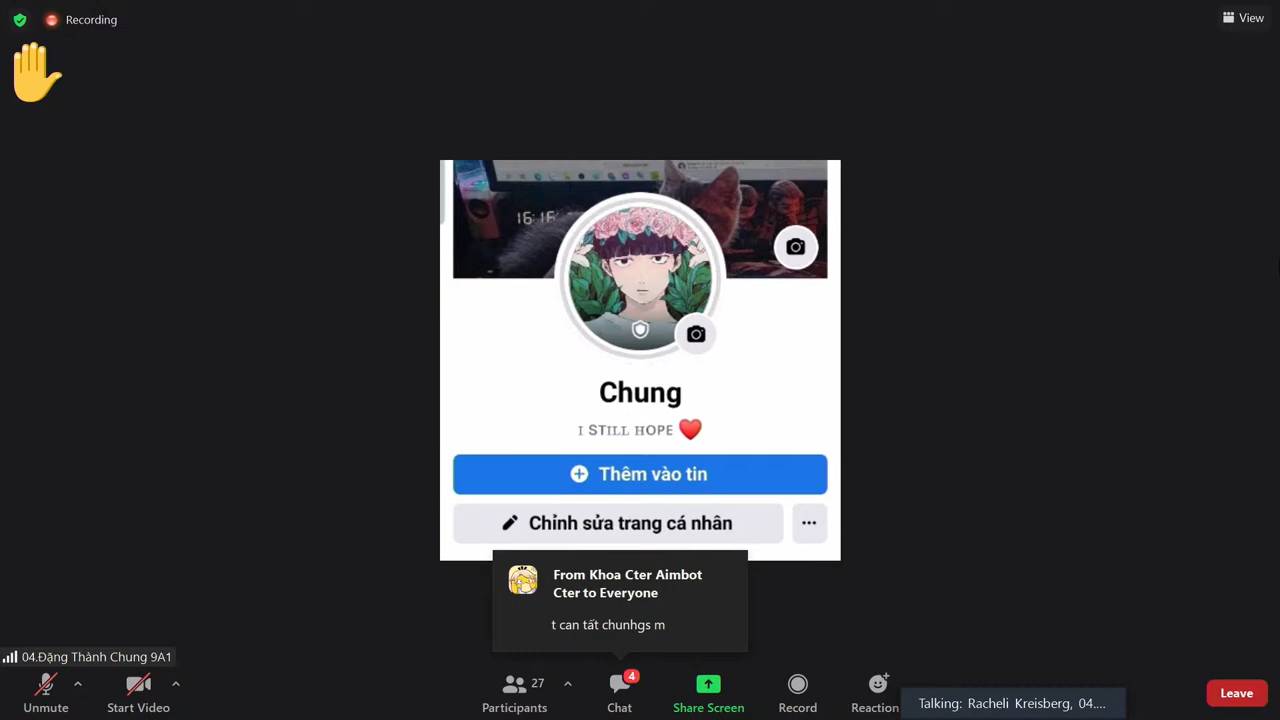 Recording
View
16:16
Chung
I STILL HOPE
Thêm vào tin
Chỉnh sửa trang cá nhân
From Khoa Cter Aimbot
Cter to Everyone
t can tất chunhgs m
04.Đặng Thành Chung 9A1
Unmute
Start Video
27
Participants
4
Chat
Share Screen
Record
Reaction
Talking: Racheli Kreisberg, 04....
Leave